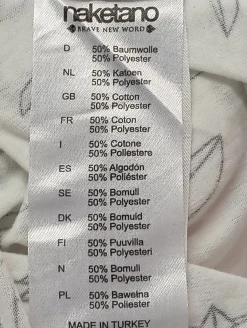 naketano
BRAVE NEW WORD
D 50% Baumwolle
50% Polyester
NL 50% Katoen
50% Polyester
GB 50% Cotton
50% Polyester
FR 50% Coton
50% Polyester
I 50% Cotone
50% Poliestere
ES 50% Algodón
50% Poliéster
SE 50% Bomull
50% Polyester
DK 50% Bomuld
50% Polyester
FI 50% Puuvilla
50% Polyesteri
N 50% Bomull
50% Polyester
PL 50% Bawełna
50% Poliester
MADE IN TURKEY